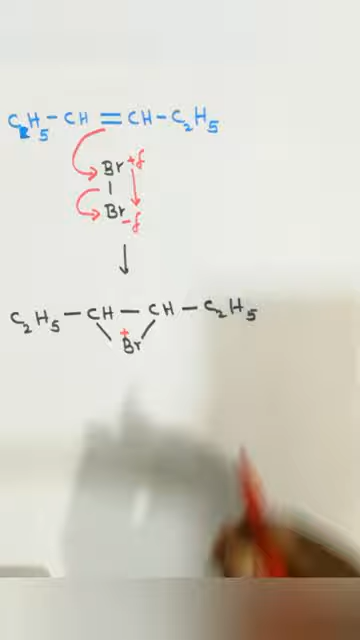 C₂H₅-CH=CH-C₂H₅
Br+δ
|
Br-δ
↓
C₂H₅-CH-CH-C₂H₅
+
Br